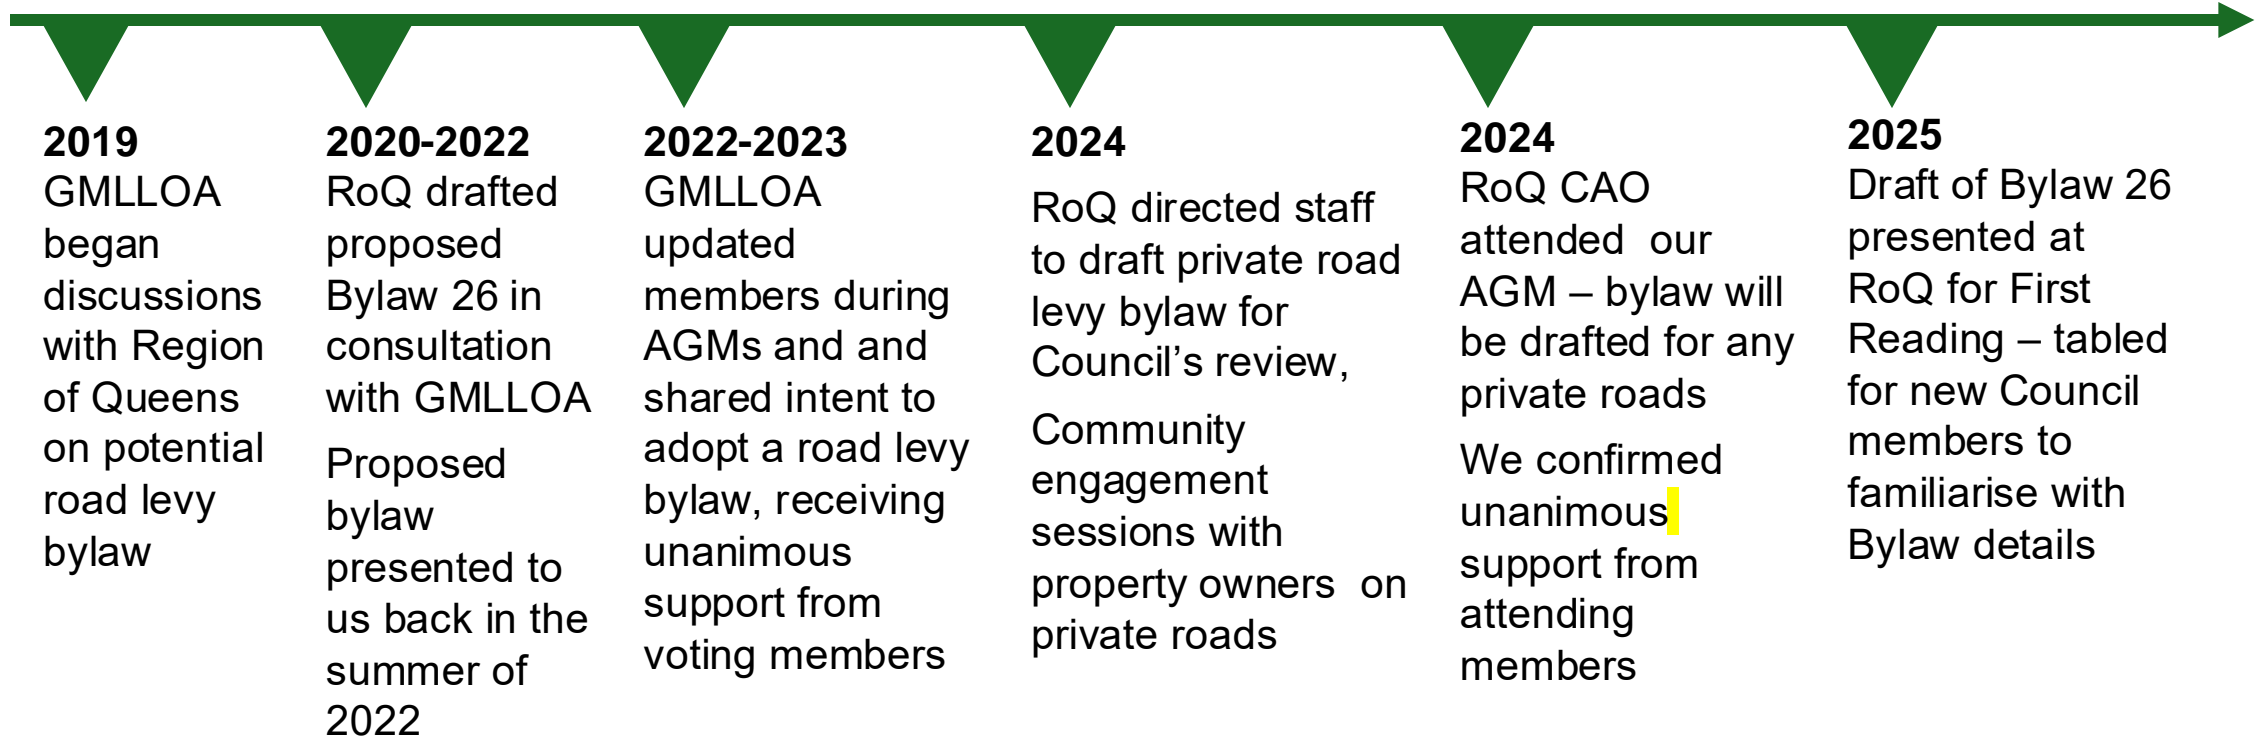 2019
GMLLOA
began
discussions
with Region
of Queens
on potential
road levy
bylaw
2020-2022
RoQ drafted
proposed
Bylaw 26 in
consultation
with GMLLOA
Proposed
bylaw
presented to
us back in the
summer of
2022
2022-2023
GMLLOA
updated
members during
AGMs and and
shared intent to
adopt a road levy
bylaw, receiving
unanimous
support from
voting members
2024
RoQ directed staff
to draft private road
levy bylaw for
Council’s review,
Community
engagement
sessions with
property owners  on
private roads
2024
RoQ CAO
attended  our
AGM – bylaw will
be drafted for any
private roads
We confirmed
unanimous
support from
attending
members
2025
Draft of Bylaw 26
presented at
RoQ for First
Reading – tabled
for new Council
members to
familiarise with
Bylaw details